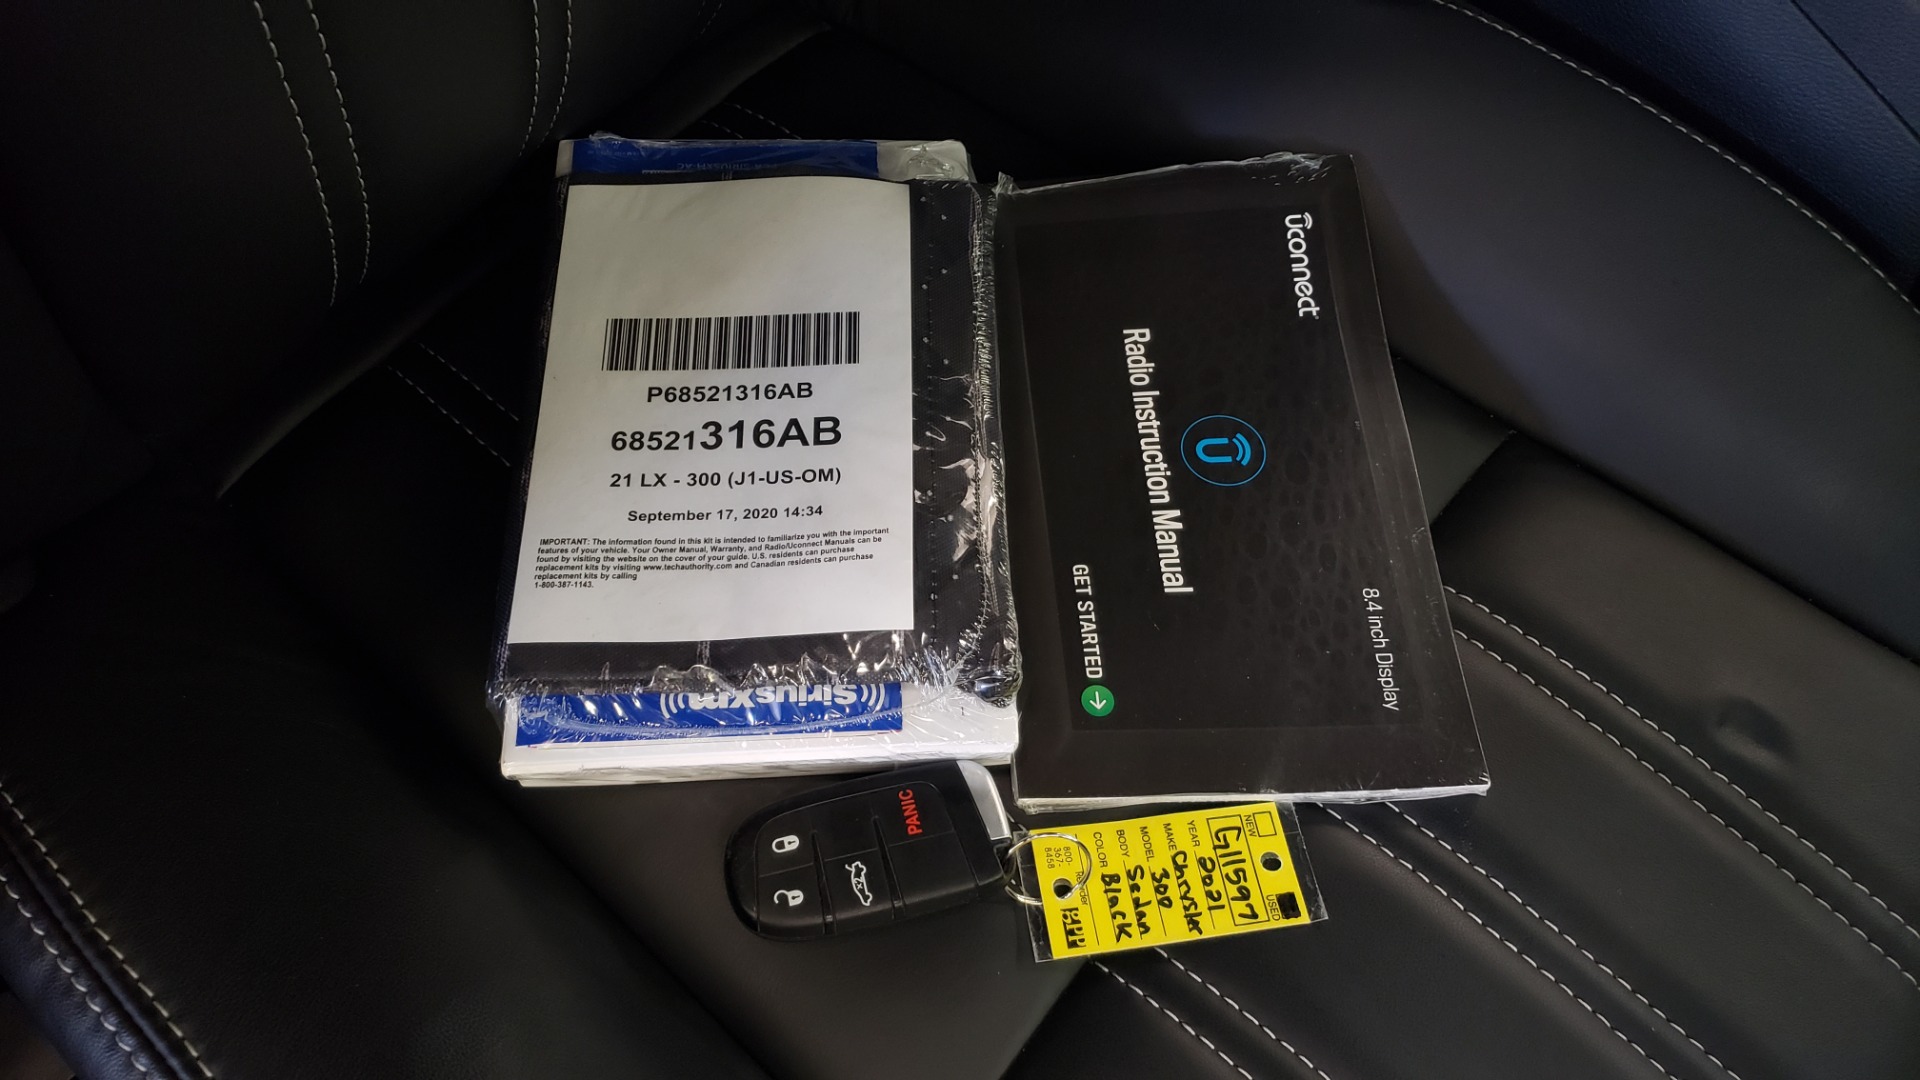 P68521316AB
68521316AB
21 LX - 300 (J1-US-OM)
September 17, 2020 14:34
IMPORTANT: The information found in this kit is intended to familiarize you with the important
features of your vehicle. Your Owner Manual, Warranty, and Radio/Uconnect Manuals can be
found by visiting the website on the cover of your guide. U.S. residents can purchase
replacement kits by visiting www.techauthority.com and Canadian residents can purchase
replacement kits by calling
1-800-387-1143.
((SiriusXM))
uconnect
Radio Instruction Manual
8.4 inch Display
GET STARTED
PANIC
2X
NEW
USED
G11597
YEAR 2021
MAKE Chrysler
MODEL 300
BODY Sedan
COLOR Black
Reorder
800-
367-
8458